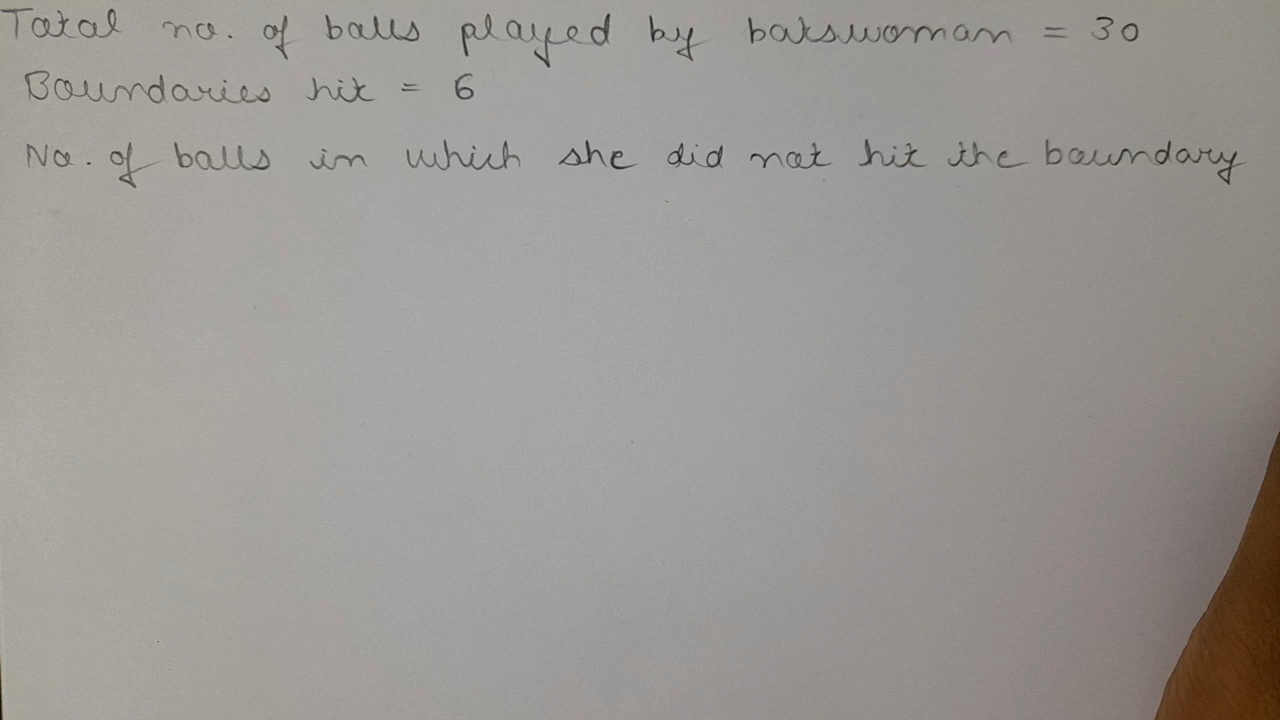 Total no. of balls played by batswoman = 30
Boundaries hit = 6
No. of balls in which she did not hit the boundary